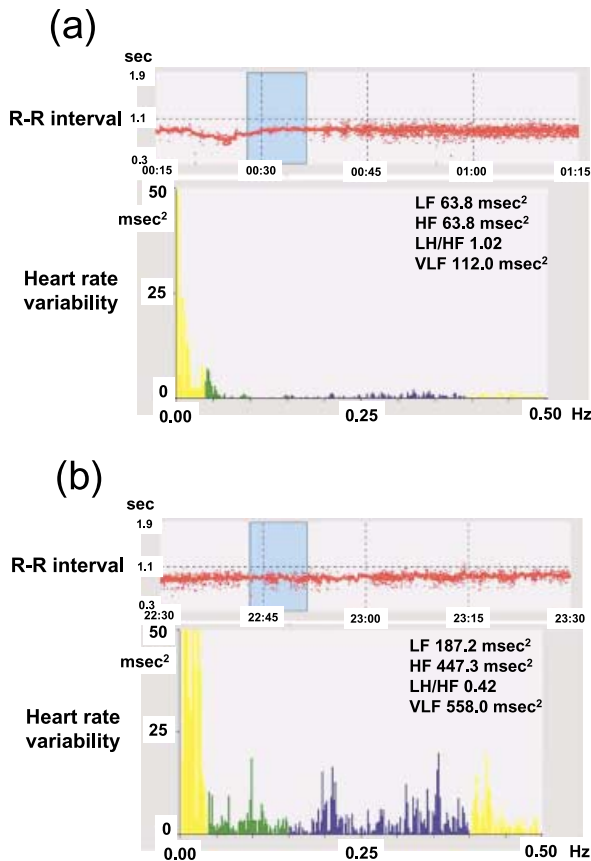 (a)
sec
1.9
R-R interval
1.1
0.3
00:15 00:30 00:45 01:00 01:15
50
msec²
LF 63.8 msec²
HF 63.8 msec²
LH/HF 1.02
VLF 112.0 msec²
Heart rate
variability
25
0
0.00 0.25 0.50 Hz
(b)
sec
1.9
R-R interval
1.1
0.3
22:30 22:45 23:00 23:15 23:30
50
msec²
LF 187.2 msec²
HF 447.3 msec²
LH/HF 0.42
VLF 558.0 msec²
Heart rate
variability
25
0
0.00 0.25 0.50 Hz